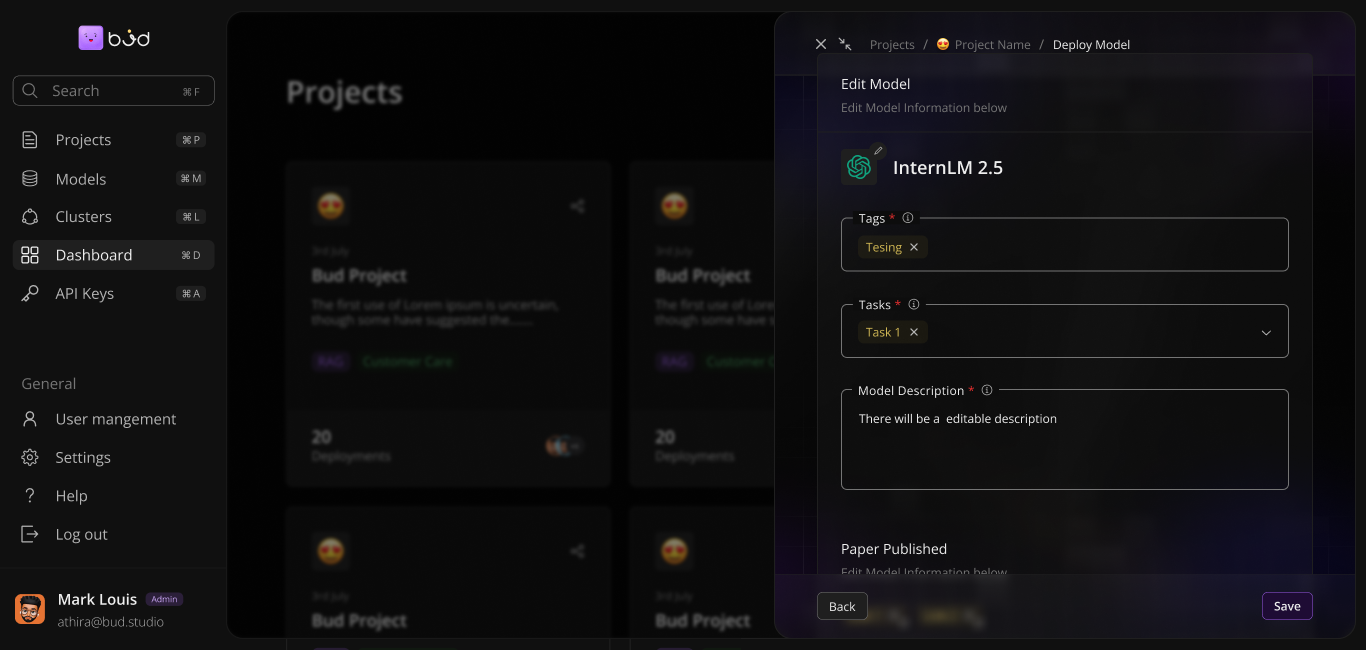 bud
Search ⌘ F
Projects ⌘ P
Models ⌘ M
Clusters ⌘ L
Dashboard ⌘ D
API Keys ⌘ A
General
User mangement
Settings
Help
Log out
Mark Louis Admin
athira@bud.studio
Projects
3rd July
Bud Project
The first use of Lorem ipsum is uncertain,
though some have suggested the.......
RAG Customer Care
20
Deployments
3rd July
Bud Project
The first use of Lore
though some have s
RAG Customer C
20
Deployments
3rd July
Bud Project
3rd July
Bud Project
Projects / Project Name / Deploy Model
Edit Model
Edit Model Information below
InternLM 2.5
Tags *
Tesing ×
Tasks *
Task 1 ×
Model Description *
There will be a  editable description
Paper Published
Edit Model Information below
Back
Save